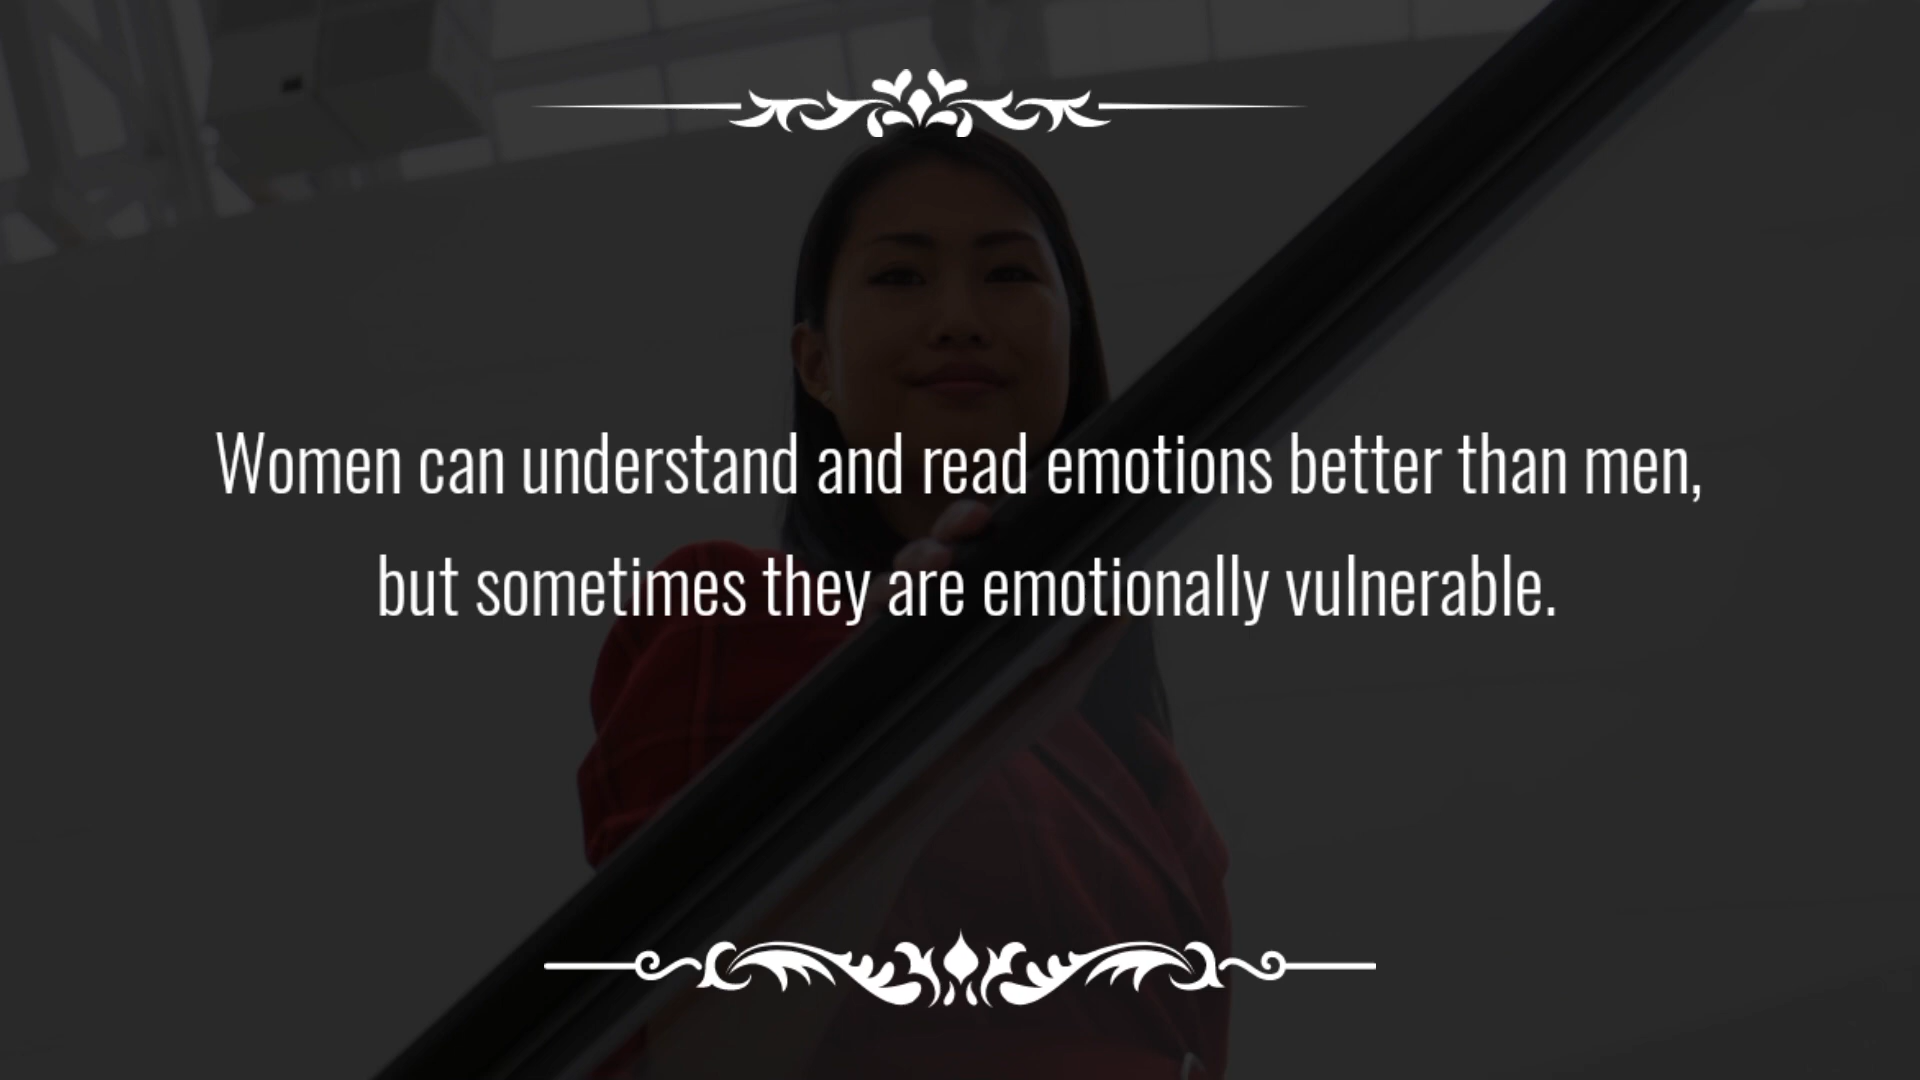 Women can understand and read emotions better than men,
but sometimes they are emotionally vulnerable.